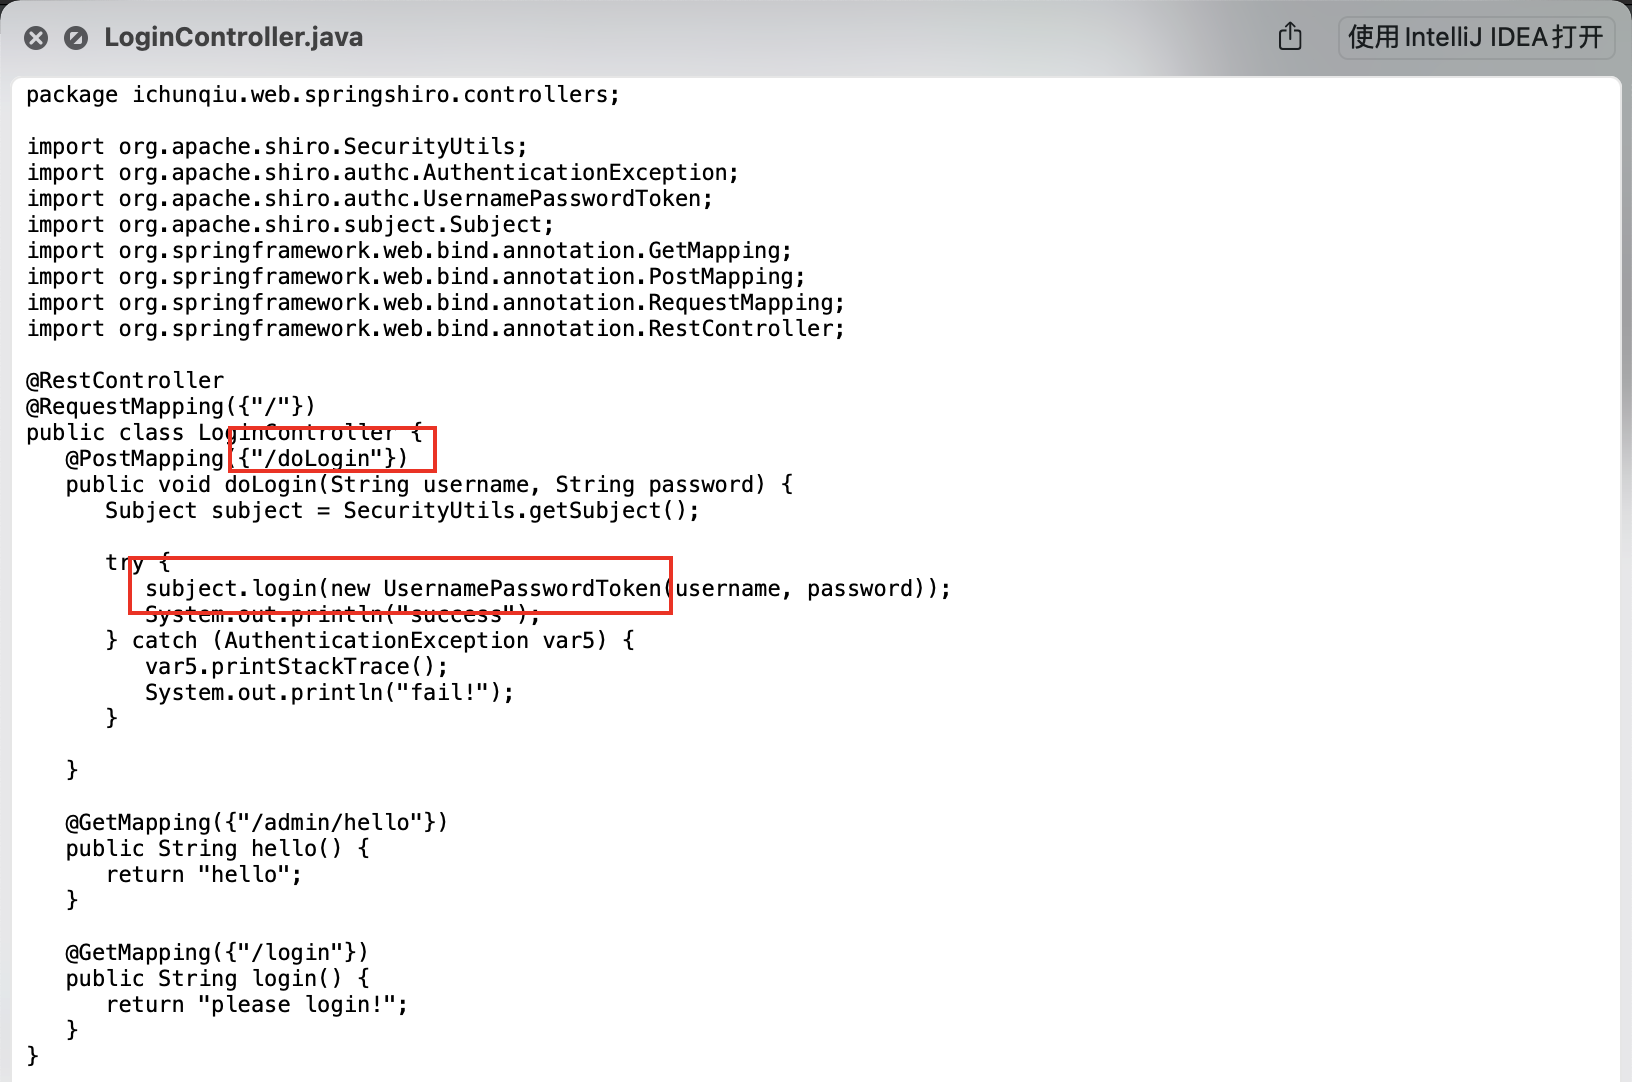 LoginController.java
使用 IntelliJ IDEA 打开
package ichunqiu.web.springshiro.controllers;
import org.apache.shiro.SecurityUtils;
import org.apache.shiro.authc.AuthenticationException;
import org.apache.shiro.authc.UsernamePasswordToken;
import org.apache.shiro.subject.Subject;
import org.springframework.web.bind.annotation.GetMapping;
import org.springframework.web.bind.annotation.PostMapping;
import org.springframework.web.bind.annotation.RequestMapping;
import org.springframework.web.bind.annotation.RestController;
@RestController
@RequestMapping({"/"})
public class LoginController {
@PostMapping({"/doLogin"})
public void doLogin(String username, String password) {
Subject subject = SecurityUtils.getSubject();
try {
subject.login(new UsernamePasswordToken(username, password));
System.out.println("success");
} catch (AuthenticationException var5) {
var5.printStackTrace();
System.out.println("fail!");
}
}
@GetMapping({"/admin/hello"})
public String hello() {
return "hello";
}
@GetMapping({"/login"})
public String login() {
return "please login!";
}
}